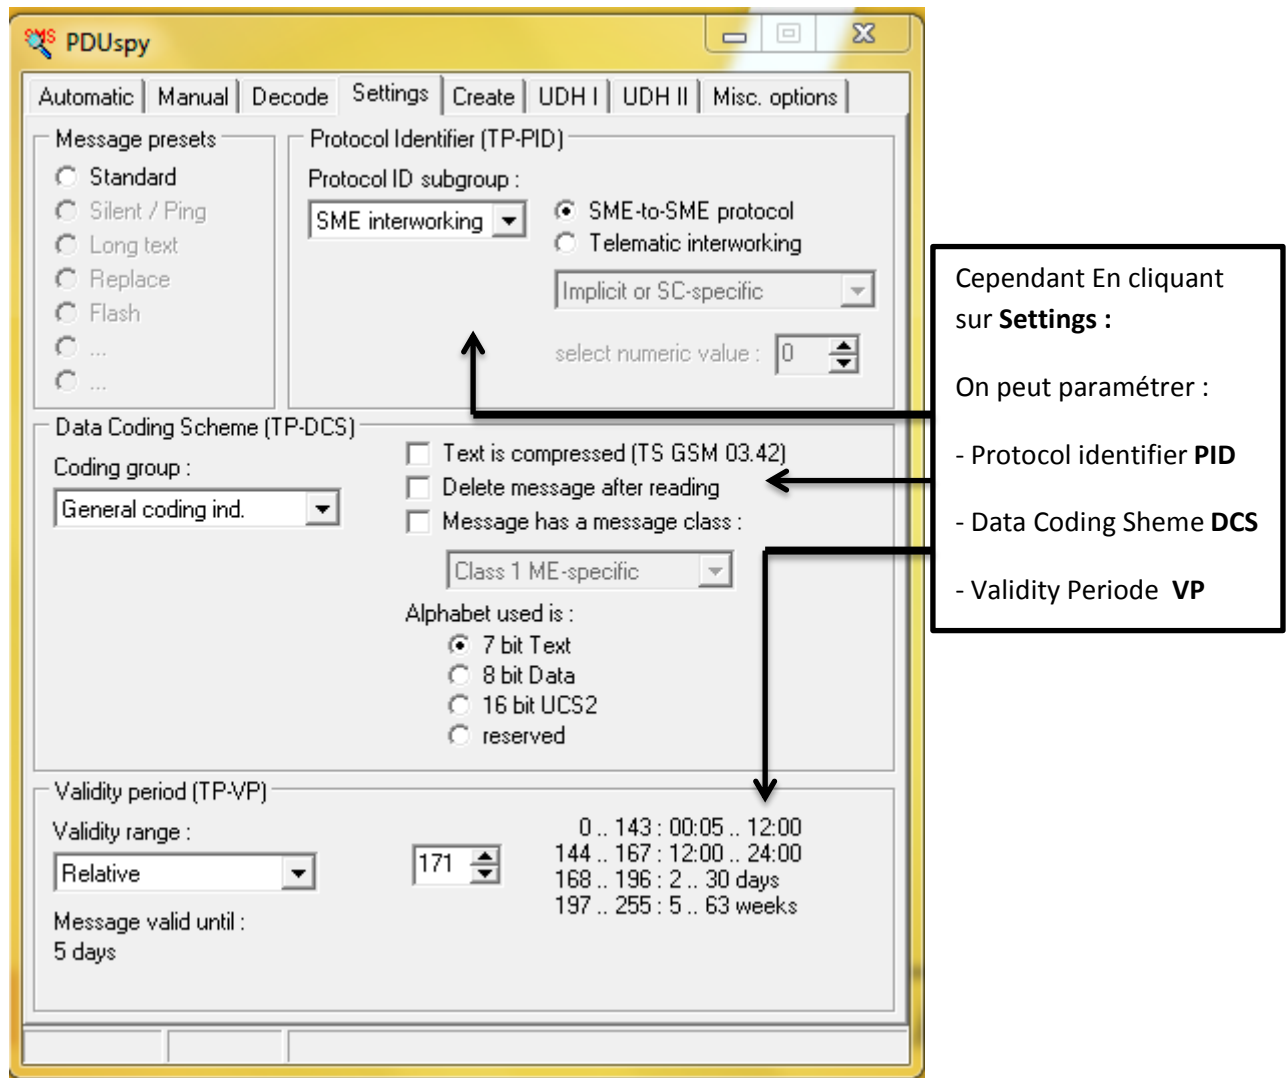 SMS PDUspy
Automatic Manual Decode Settings Create UDH I UDH II Misc. options
Message presets
Standard
Silent / Ping
Long text
Replace
Flash
...
...
Protocol Identifier (TP-PID)
Protocol ID subgroup :
SME interworking
SME-to-SME protocol
Telematic interworking
Implicit or SC-specific
select numeric value : 0
Data Coding Scheme (TP-DCS)
Coding group :
General coding ind.
Text is compressed (TS GSM 03.42)
Delete message after reading
Message has a message class :
Class 1 ME-specific
Alphabet used is :
7 bit Text
8 bit Data
16 bit UCS2
reserved
Validity period (TP-VP)
Validity range :
Relative
171
Message valid until :
5 days
0 .. 143 : 00:05 .. 12:00
144 .. 167 : 12:00 .. 24:00
168 .. 196 : 2 .. 30 days
197 .. 255 : 5 .. 63 weeks
Cependant En cliquant
sur Settings :
On peut paramétrer :
- Protocol identifier PID
- Data Coding Sheme DCS
- Validity Periode VP